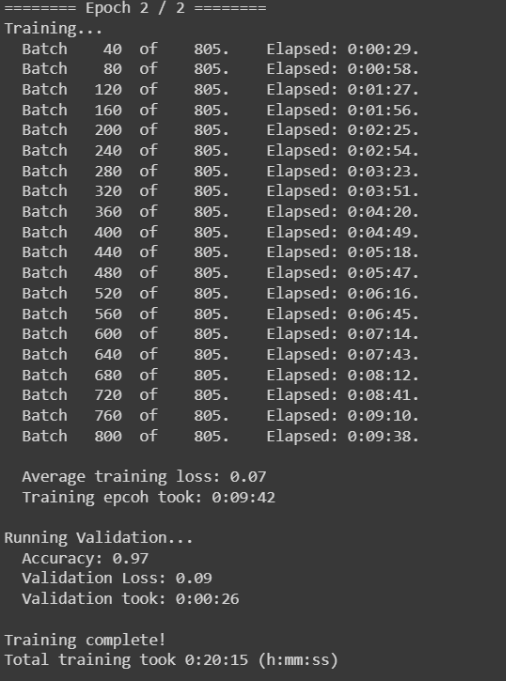 ======== Epoch 2 / 2 ========
Training...
  Batch    40  of    805.    Elapsed: 0:00:29.
  Batch    80  of    805.    Elapsed: 0:00:58.
  Batch   120  of    805.    Elapsed: 0:01:27.
  Batch   160  of    805.    Elapsed: 0:01:56.
  Batch   200  of    805.    Elapsed: 0:02:25.
  Batch   240  of    805.    Elapsed: 0:02:54.
  Batch   280  of    805.    Elapsed: 0:03:23.
  Batch   320  of    805.    Elapsed: 0:03:51.
  Batch   360  of    805.    Elapsed: 0:04:20.
  Batch   400  of    805.    Elapsed: 0:04:49.
  Batch   440  of    805.    Elapsed: 0:05:18.
  Batch   480  of    805.    Elapsed: 0:05:47.
  Batch   520  of    805.    Elapsed: 0:06:16.
  Batch   560  of    805.    Elapsed: 0:06:45.
  Batch   600  of    805.    Elapsed: 0:07:14.
  Batch   640  of    805.    Elapsed: 0:07:43.
  Batch   680  of    805.    Elapsed: 0:08:12.
  Batch   720  of    805.    Elapsed: 0:08:41.
  Batch   760  of    805.    Elapsed: 0:09:10.
  Batch   800  of    805.    Elapsed: 0:09:38.

  Average training loss: 0.07
  Training epcoh took: 0:09:42

Running Validation...
  Accuracy: 0.97
  Validation Loss: 0.09
  Validation took: 0:00:26

Training complete!
Total training took 0:20:15 (h:mm:ss)